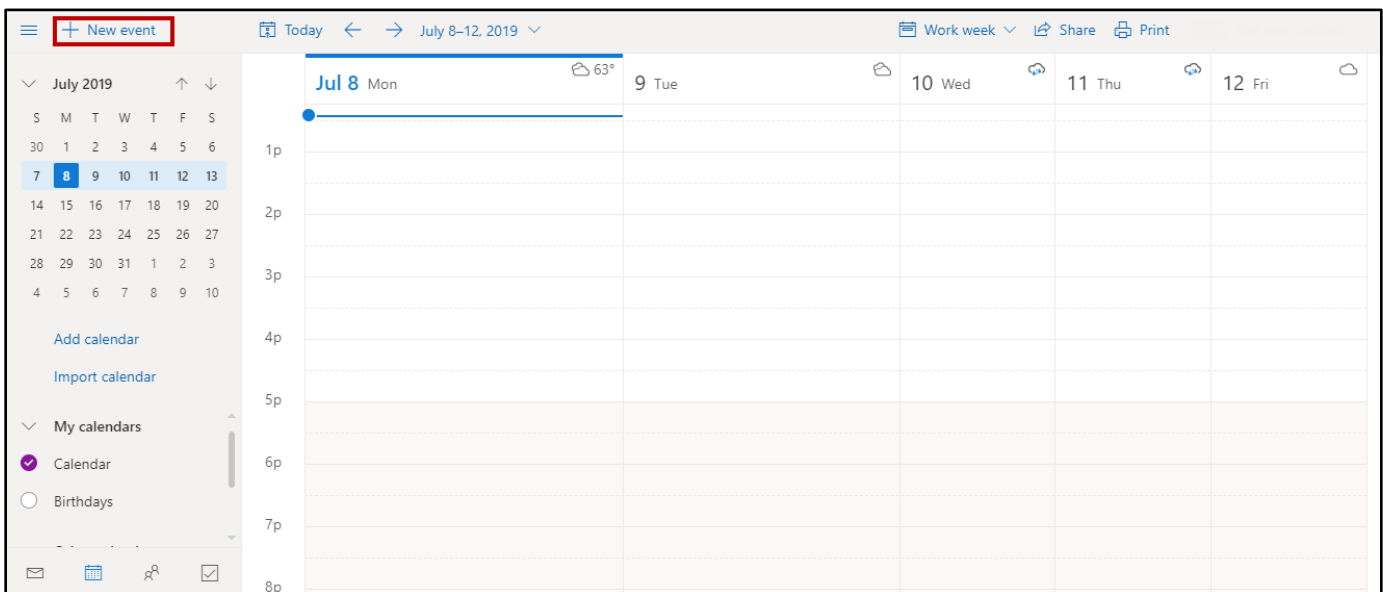 New event Today July 8–12, 2019 Work week Share Print
July 2019
S M T W T F S
30 1 2 3 4 5 6
7 8 9 10 11 12 13
14 15 16 17 18 19 20
21 22 23 24 25 26 27
28 29 30 31 1 2 3
4 5 6 7 8 9 10
Add calendar
Import calendar
My calendars
Calendar
Birthdays
Jul 8 Mon 63° 9 Tue 10 Wed 11 Thu 12 Fri
1p
2p
3p
4p
5p
6p
7p
8p